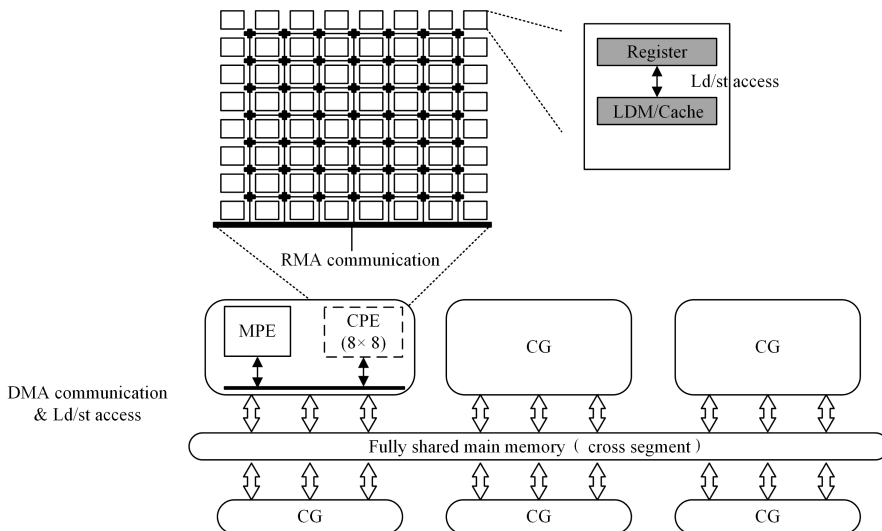 Register
Ld/st access
LDM/Cache
RMA communication
MPE
CPE
(8× 8)
CG
CG
DMA communication
& Ld/st access
Fully shared main memory ( cross segment )
CG
CG
CG